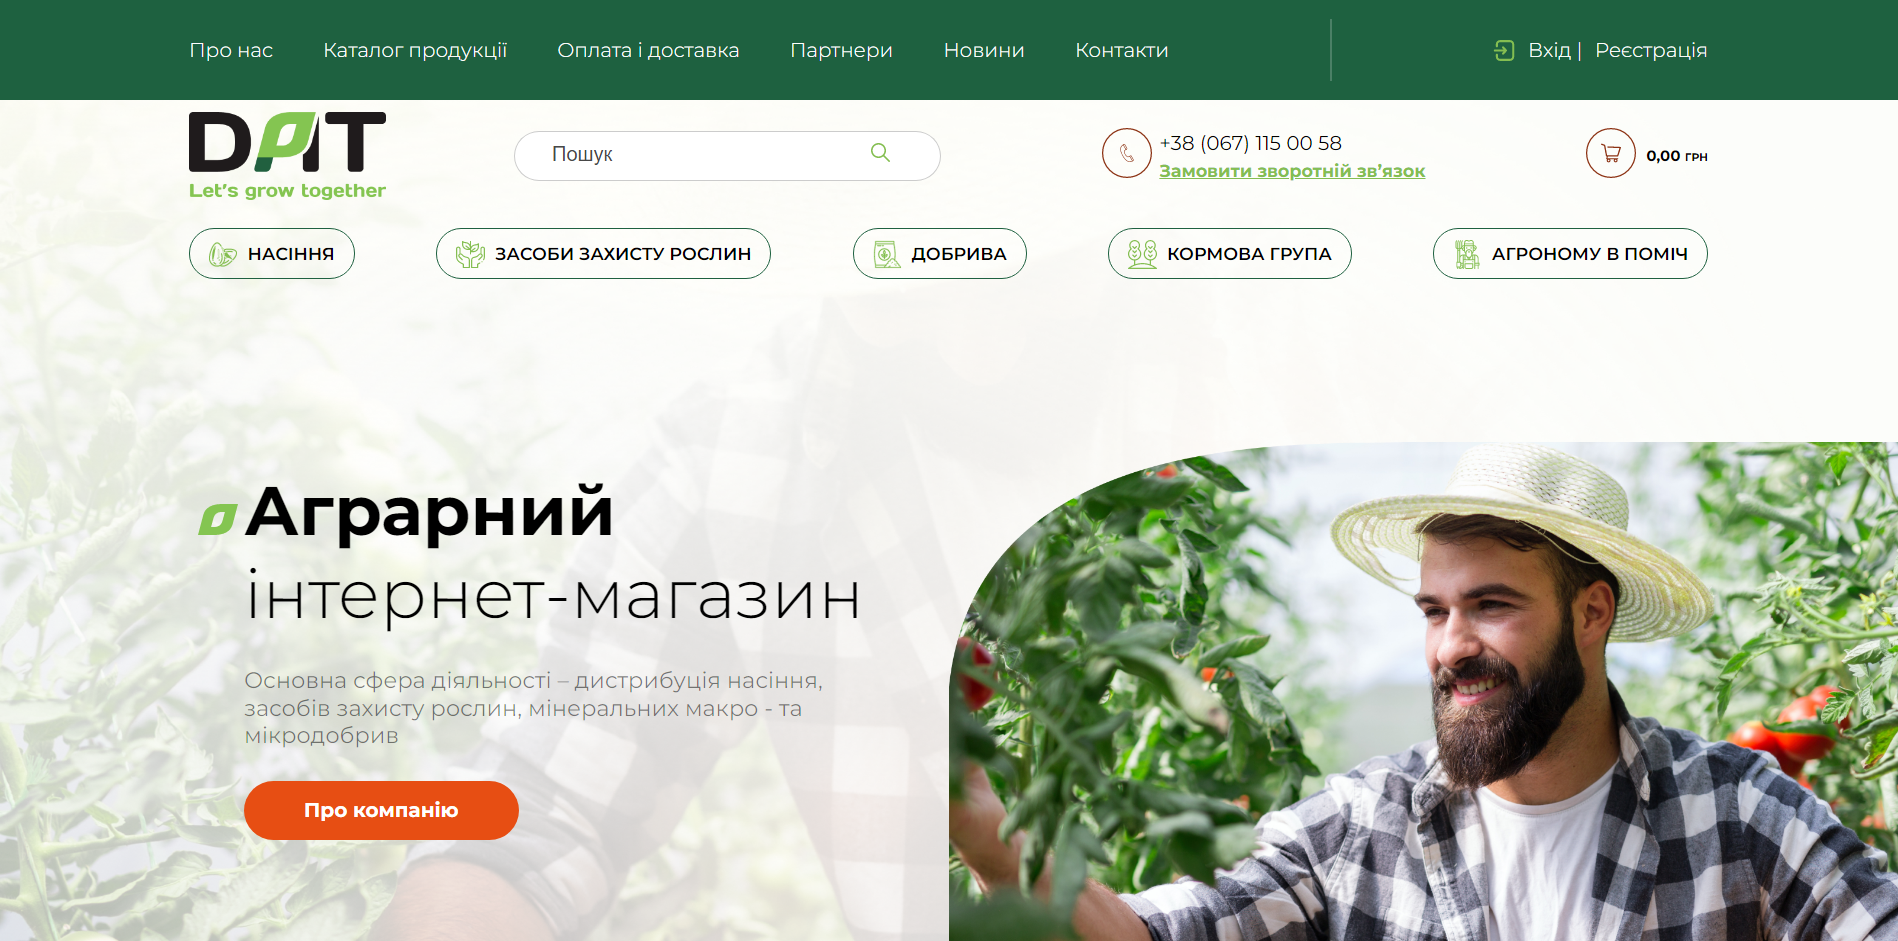 Про нас
Каталог продукції
Оплата і доставка
Партнери
Новини
Контакти
Вхід |
Реєстрація
DAIT
Let's grow together
Пошук
+38 (067) 115 00 58
Замовити зворотній зв’язок
0,00 грн
НАСІННЯ
ЗАСОБИ ЗАХИСТУ РОСЛИН
ДОБРИВА
КОРМОВА ГРУПА
АГРОНОМУ В ПОМІЧ
Аграрний
інтернет-магазин
Основна сфера діяльності – дистрибуція насіння,
засобів захисту рослин, мінеральних макро - та
мікродобрив
Про компанію